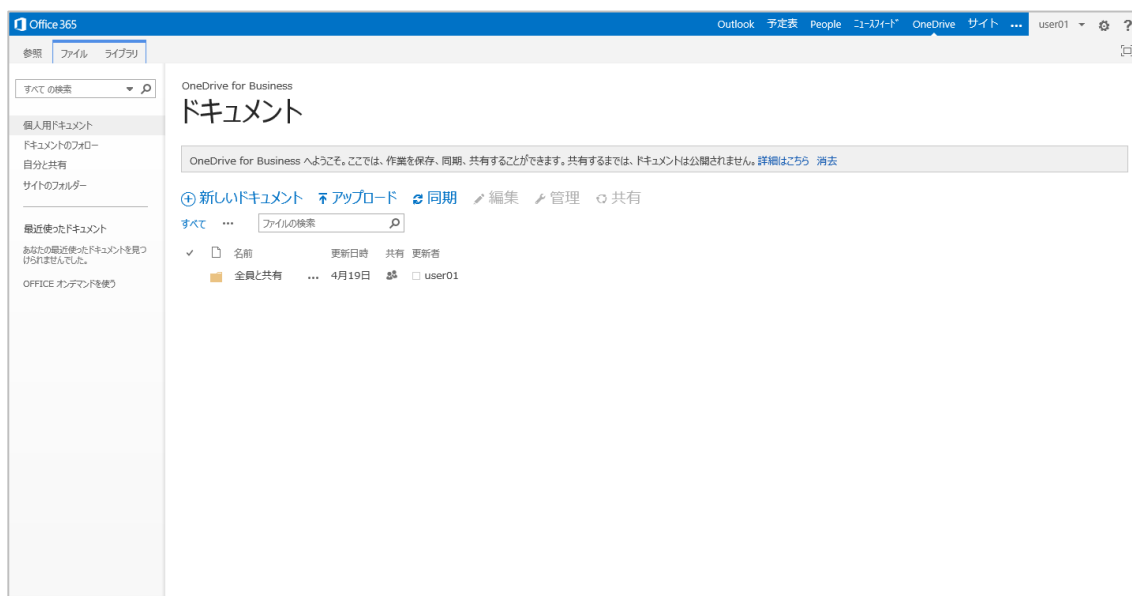 Office 365
Outlook 予定表 People ニュースフィード OneDrive サイト ... user01 ?
参照 ファイル ライブラリ
すべての検索
個人用ドキュメント
ドキュメントのフォロー
自分と共有
サイトのフォルダー
最近使ったドキュメント
あなたの最近使ったドキュメントを見つ
けられませんでした。
OFFICE オンデマンドを使う
OneDrive for Business
ドキュメント
OneDrive for Business へようこそ。ここでは、作業を保存、同期、共有することができます。共有するまでは、ドキュメントは公開されません。 詳細はこちら 消去
新しいドキュメント アップロード 同期 編集 管理 共有
すべて ... ファイルの検索
名前 更新日時 共有 更新者
全員と共有 ... 4月19日 user01